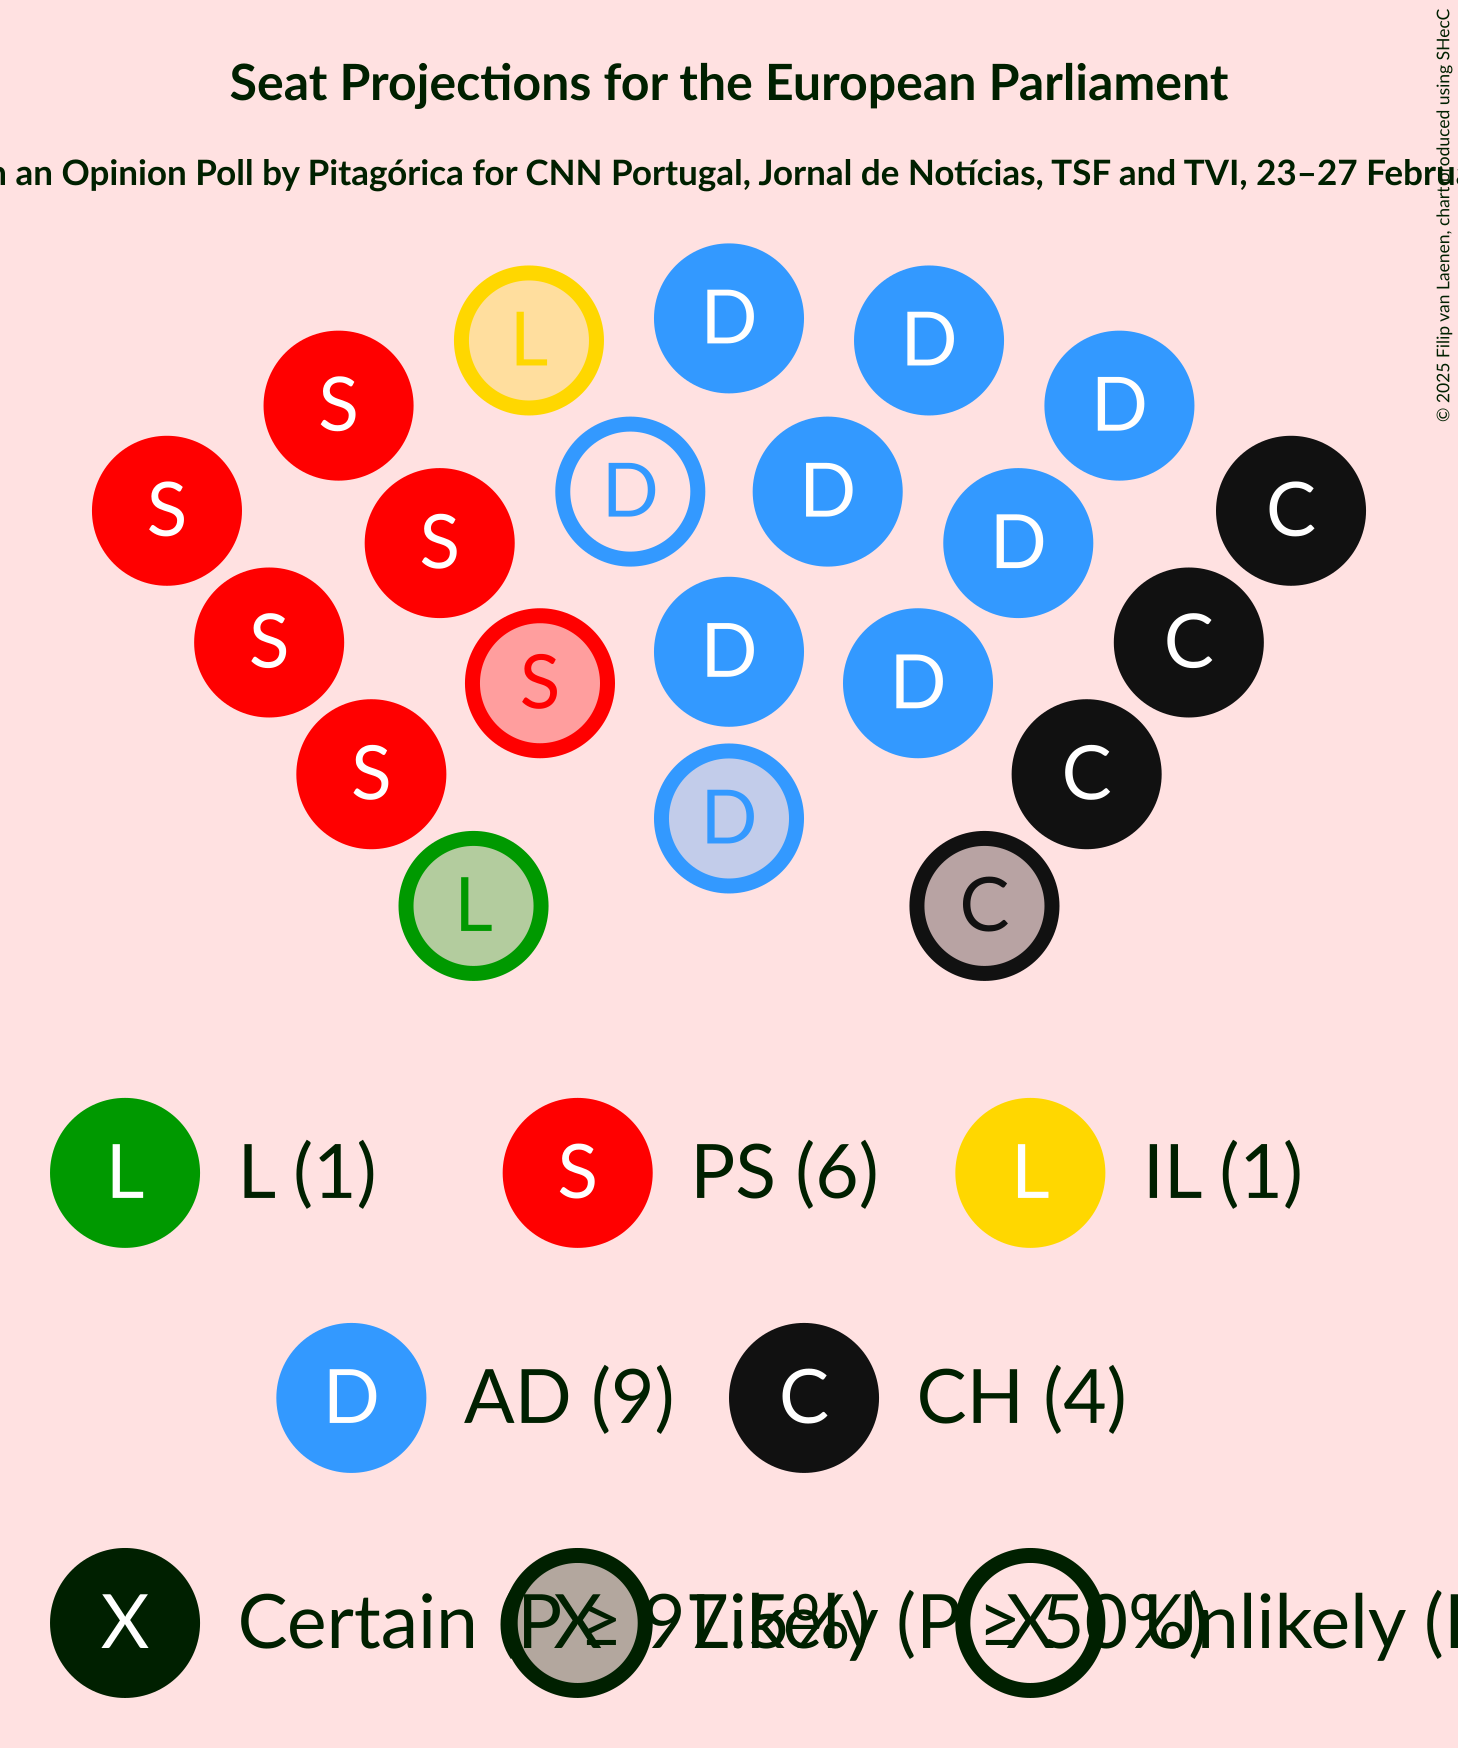 Seat Projections for the European Parliament
an Opinion Poll by Pitagórica for CNN Portugal, Jornal de Notícias, TSF and TVI, 23–27
© 2025 Filip van Laenen, chart produced using SHecC
D
L D
S D
D D
S C
S D
S C
D
S D
S C
D
L C
L L (1) S PS (6) L IL (1)
D AD (9) C CH (4)
X Certain (P ≥ 97.5%) X Likely (P ≥ 50%) X Unlikely